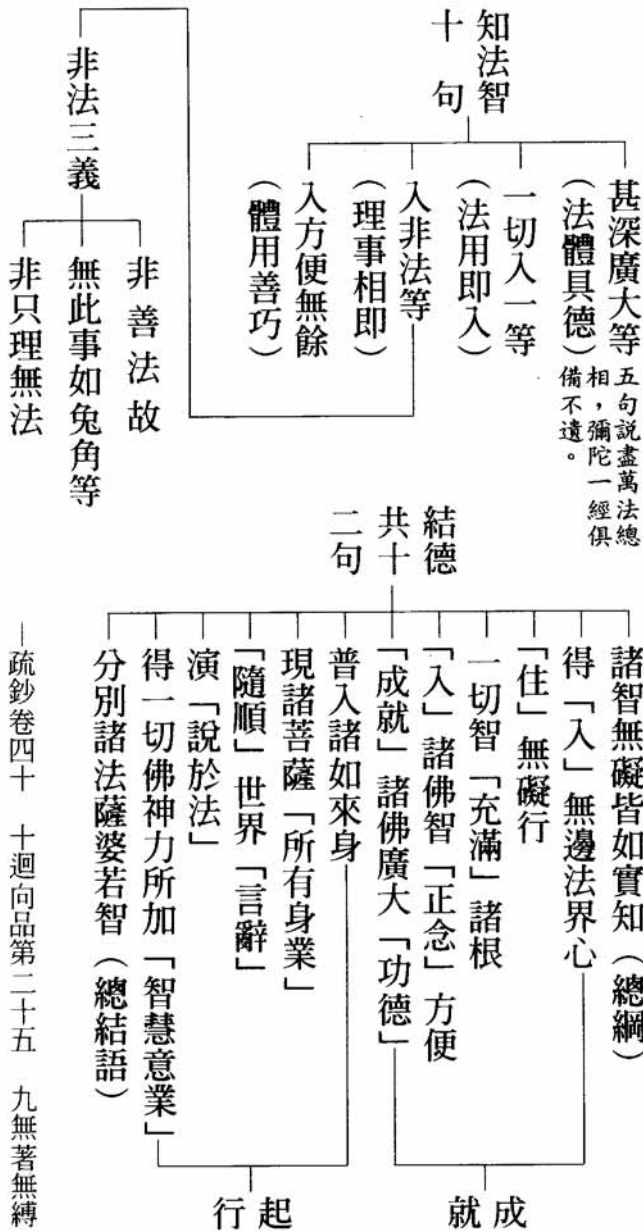 知法智
十句
甚深廣大等
（法體具德）
五句説盡萬法總
相，彌陀一經俱
備不遺。
一切入一等
（法用即入）
入非法等
（理事相即）
入方便無餘
（體用善巧）
非法三義
非善法故
無此事如兔角等
非只理無法
結德
共十
二句
諸智無礙皆如實知（總綱）
得「入」無邊法界心
「住」無礙行
一切智「充滿」諸根
「入」諸佛智「正念」方便
「成就」諸佛廣大「功德」
普入諸如來身
現諸菩薩「所有身業」
「隨順」世界「言辭」
演「說於法」
得一切佛神力所加「智慧意業」
分別諸法薩婆若智（總結語）
成就
起行
—疏鈔卷四十　十迴向品第二十五　九無著無縛